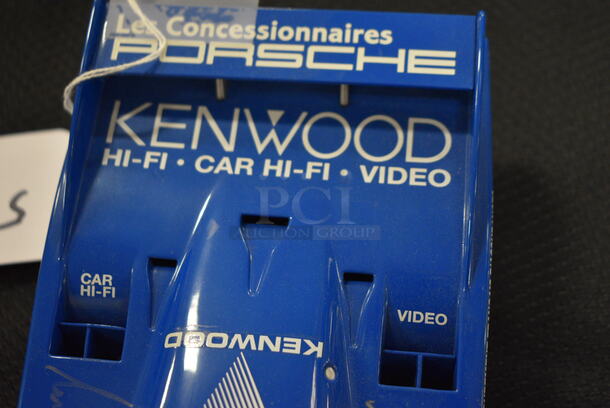 Les Concessionnaires
PORSCHE
KENWOOD
HI-FI · CAR HI-FI · VIDEO
PCI
AUCTION GROUP
CAR
HI-FI
VIDEO
KENWOOD
S